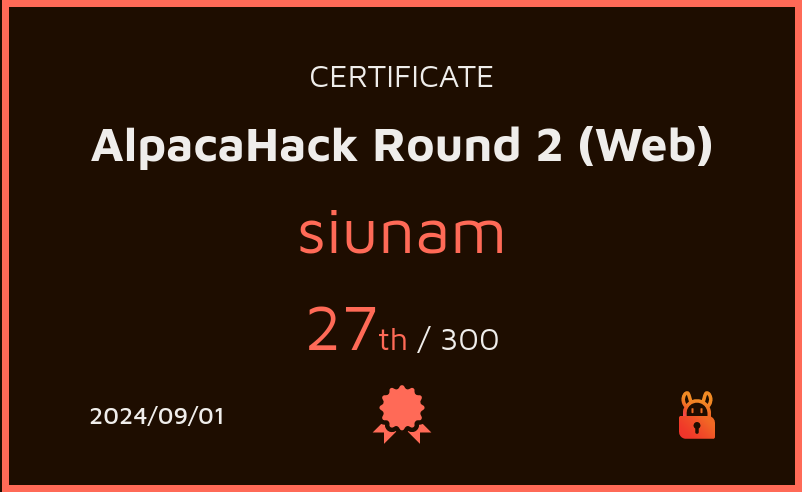 CERTIFICATE
AlpacaHack Round 2 (Web)
siunam
27th / 300
2024/09/01